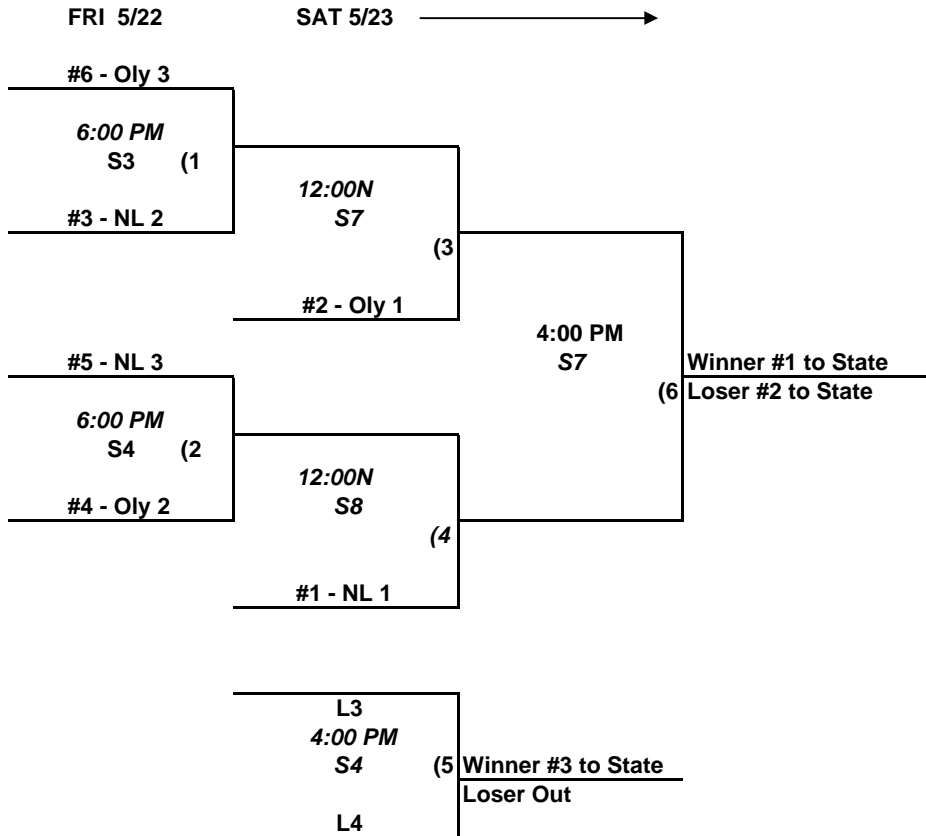 FRI 5/22 SAT 5/23
#6 - Oly 3
6:00 PM
S3 (1
12:00N
#3 - NL 2 S7
(3
#2 - Oly 1
4:00 PM
#5 - NL 3 S7 Winner #1 to State
(6 Loser #2 to State
6:00 PM
S4 (2
12:00N
#4 - Oly 2 S8
(4
#1 - NL 1
L3
4:00 PM
S4 (5 Winner #3 to State
Loser Out
L4